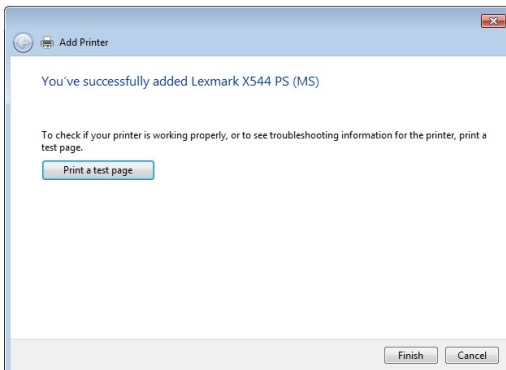 Add Printer
You've successfully added Lexmark X544 PS (MS)
To check if your printer is working properly, or to see troubleshooting information for the printer, print a
test page.
Print a test page
Finish Cancel